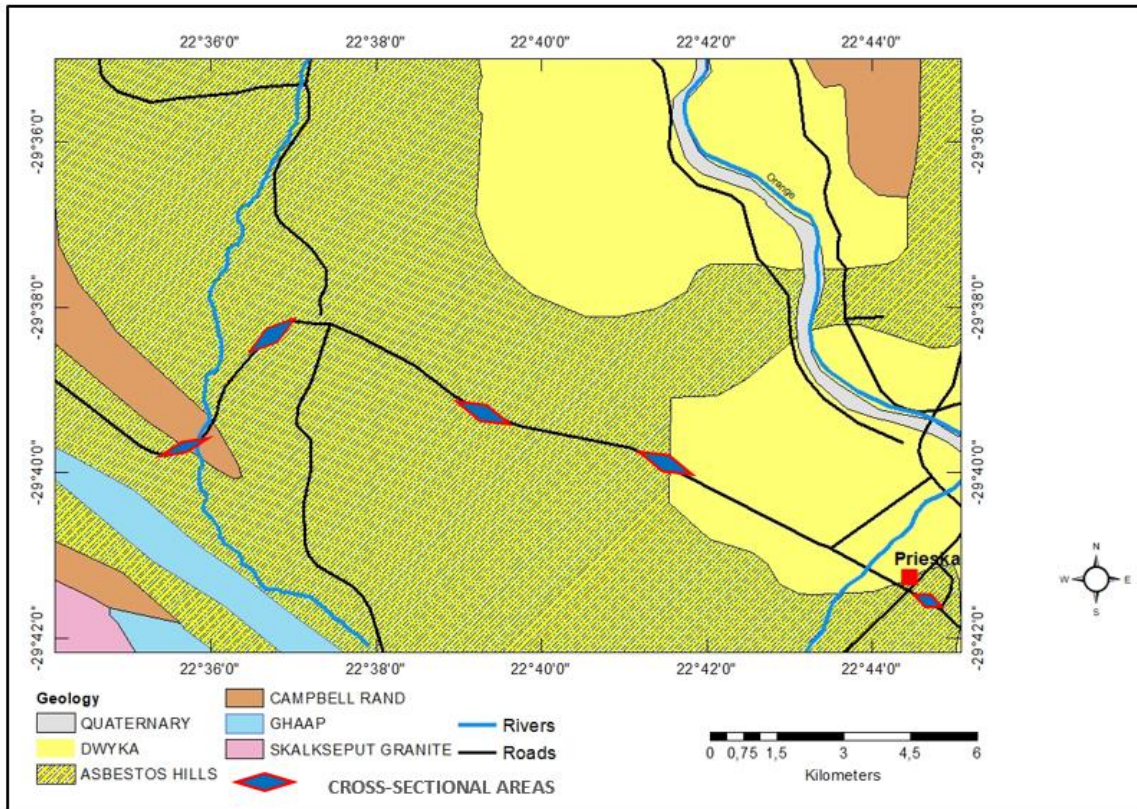 22°36'0" 22°38'0" 22°40'0" 22°42'0" 22°44'0"
-29°36'0" -29°36'0"
Orange
-29°38'0" -29°38'0"
-29°40'0" -29°40'0"
Prieska
N
W E
S
-29°42'0" -29°42'0"
22°36'0" 22°38'0" 22°40'0" 22°42'0" 22°44'0"
Geology
QUATERNARY
DWYKA
ASBESTOS HILLS
CAMPBELL RAND
GHAAP
SKALKSEPUT GRANITE
CROSS-SECTIONAL AREAS
Rivers
Roads
0 0,75 1,5 3 4,5 6
Kilometers